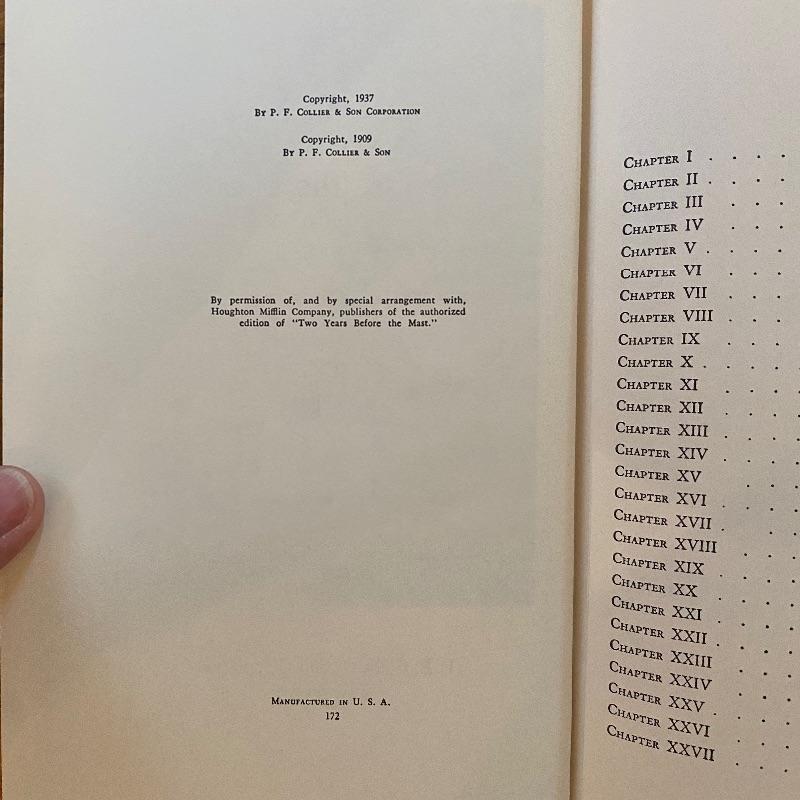 Copyright, 1937
By P. F. Collier & Son Corporation
Copyright, 1909
By P. F. Collier & Son
By permission of, and by special arrangement with,
Houghton Mifflin Company, publishers of the authorized
edition of "Two Years Before the Mast."
Manufactured in U. S. A.
172
Chapter I . . . .
Chapter II . . . .
Chapter III . . .
Chapter IV . . .
Chapter V . . . .
Chapter VI . . .
Chapter VII . . .
Chapter VIII . . .
Chapter IX . . .
Chapter X . . . .
Chapter XI . . .
Chapter XII . . .
Chapter XIII . . .
Chapter XIV . . .
Chapter XV . . .
Chapter XVI . . .
Chapter XVII . . .
Chapter XVIII . . .
Chapter XIX . . .
Chapter XX . . .
Chapter XXI . . .
Chapter XXII . . .
Chapter XXIII . . .
Chapter XXIV . . .
Chapter XXV . . .
Chapter XXVI . . .
Chapter XXVII . . .